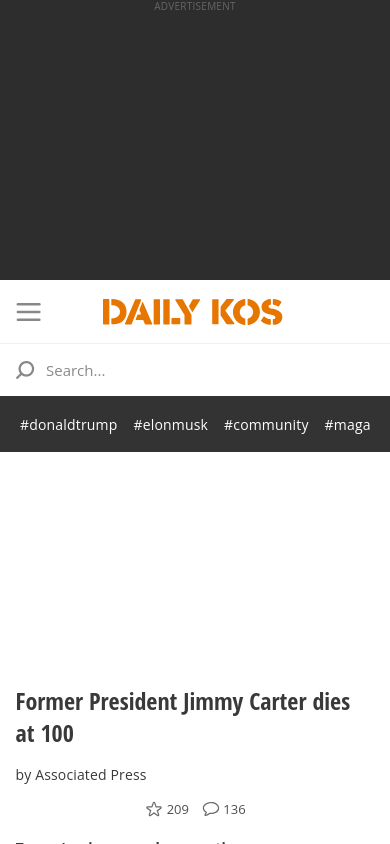 ADVERTISEMENT
DAILY KOS
Search...
#donaldtrump #elonmusk #community #maga
Former President Jimmy Carter dies
at 100
by Associated Press
209 136